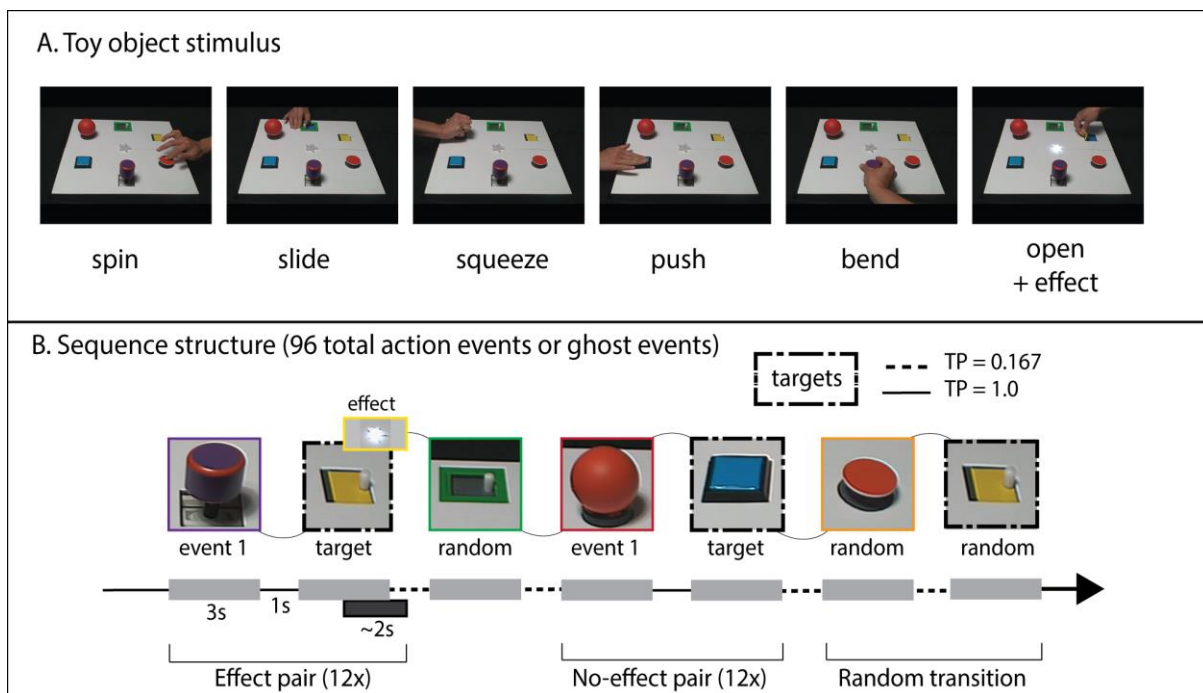 A. Toy object stimulus
spin
slide
squeeze
push
bend
open
+ effect
B. Sequence structure (96 total action events or ghost events)
targets
TP = 0.167
TP = 1.0
effect
event 1
target
random
event 1
target
random
random
3s
1s
~2s
Effect pair (12x)
No-effect pair (12x)
Random transition